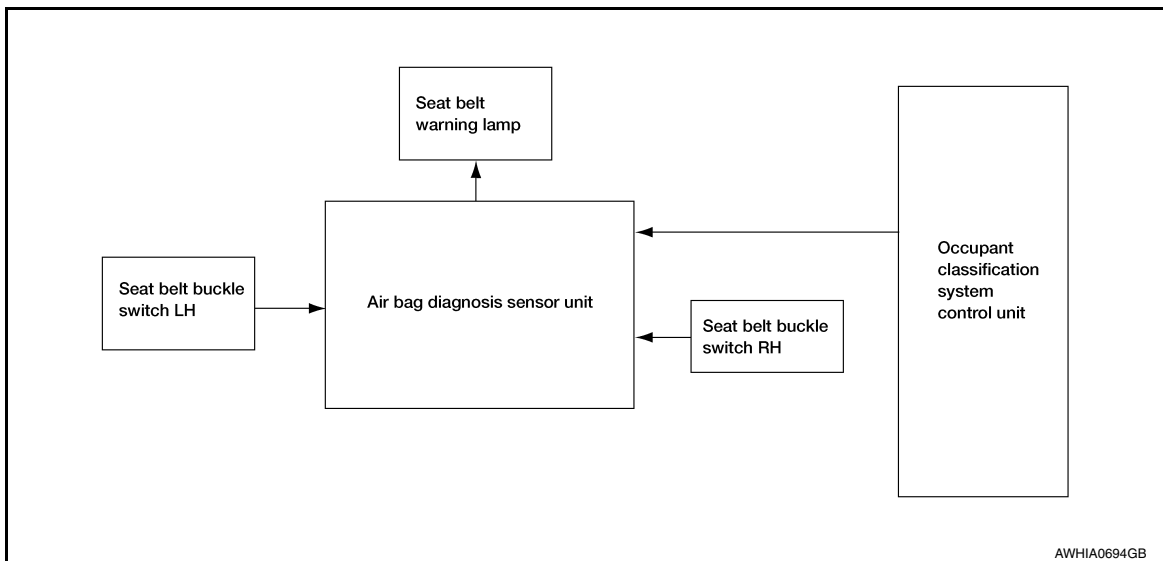 Seat belt
warning lamp
Seat belt buckle
switch LH
Air bag diagnosis sensor unit
Seat belt buckle
switch RH
Occupant
classification
system
control unit
AWHIA0694GB